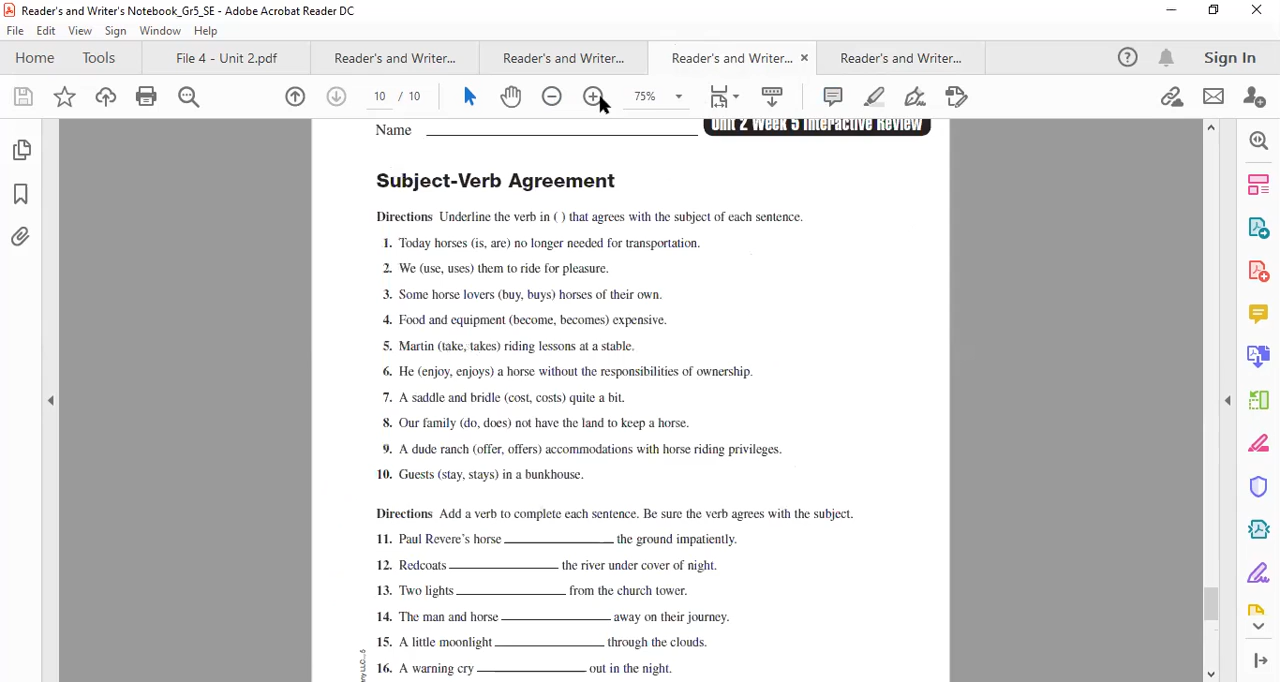 Reader's and Writer's Notebook_Gr5_SE - Adobe Acrobat Reader DC
File Edit View Sign Window Help
Home Tools File 4 - Unit 2.pdf Reader's and Writer... Reader's and Writer... Reader's and Writer... × Reader's and Writer... Sign In
10 / 10 75%
Name Unit 2 Week 5 Interactive Review
Subject-Verb Agreement
Directions Underline the verb in ( ) that agrees with the subject of each sentence.
1. Today horses (is, are) no longer needed for transportation.
2. We (use, uses) them to ride for pleasure.
3. Some horse lovers (buy, buys) horses of their own.
4. Food and equipment (become, becomes) expensive.
5. Martin (take, takes) riding lessons at a stable.
6. He (enjoy, enjoys) a horse without the responsibilities of ownership.
7. A saddle and bridle (cost, costs) quite a bit.
8. Our family (do, does) not have the land to keep a horse.
9. A dude ranch (offer, offers) accommodations with horse riding privileges.
10. Guests (stay, stays) in a bunkhouse.
Directions Add a verb to complete each sentence. Be sure the verb agrees with the subject.
11. Paul Revere's horse ________________ the ground impatiently.
12. Redcoats ________________ the river under cover of night.
13. Two lights ________________ from the church tower.
14. The man and horse ________________ away on their journey.
15. A little moonlight ________________ through the clouds.
16. A warning cry ________________ out in the night.